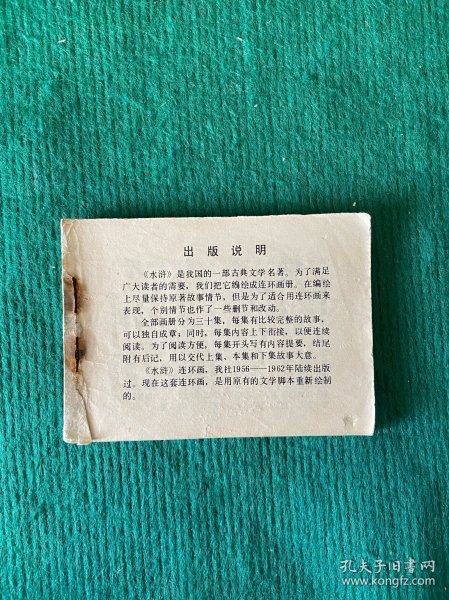 出版说明
《水浒》是我国的一部古典文学名著。为了满足
广大读者的需要，我们把它编绘成连环画册。在编绘
上尽量保持原著故事情节，但是为了适合用连环画来
表现，个别情节也作了一些删节和改动。
全部画册分为三十集，每集有比较完整的故事，
可以独自成章；同时，每集内容上下衔接，以便连续
阅读。为了阅读方便，每集开头写有内容提要，结尾
附有后记，用以交代上集、本集和下集故事大意。
《水浒》连环画，我社1956——1962年陆续出版
过。现在这套连环画，是用原有的文学脚本重新绘制
的。
孔夫子旧书网
www.kongfz.com